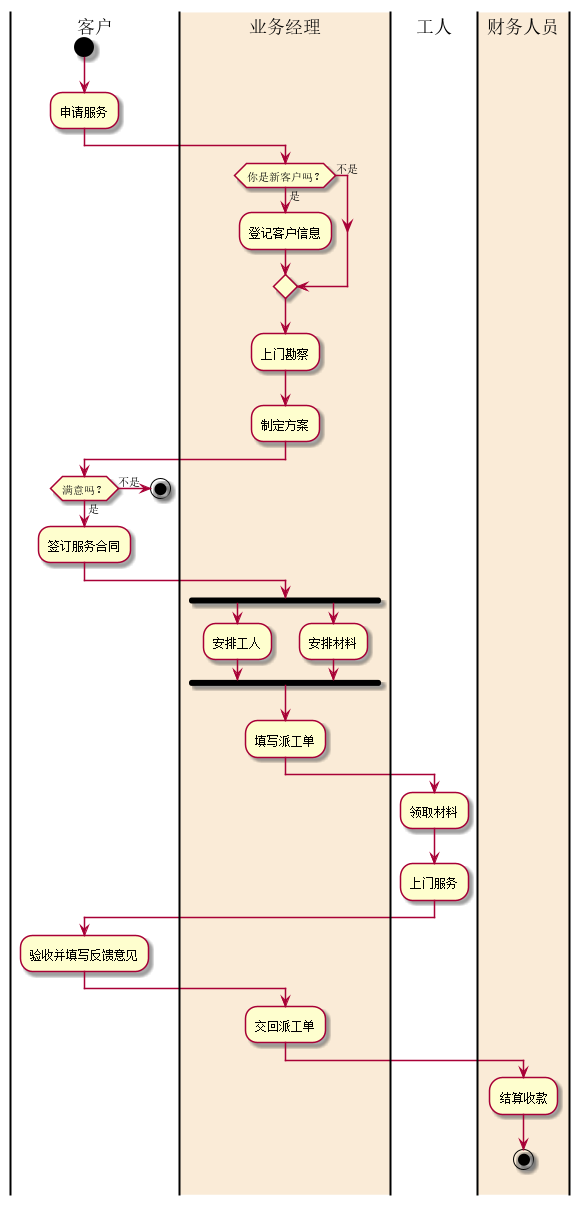 客户
业务经理
工人
财务人员
申请服务
你是新客户吗？
不是
是
登记客户信息
上门勘察
制定方案
满意吗？
不是
是
签订服务合同
安排工人
安排材料
填写派工单
领取材料
上门服务
验收并填写反馈意见
交回派工单
结算收款